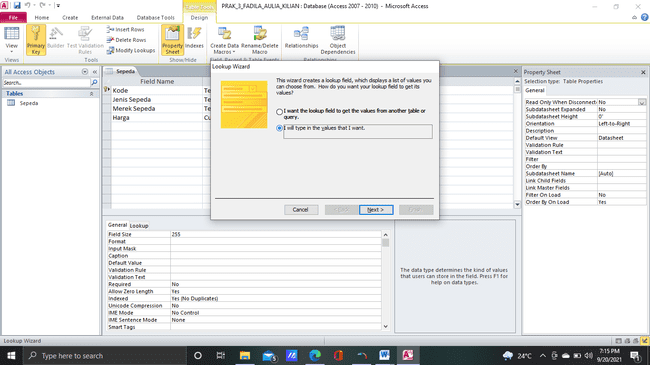 Table Tools
PRAK_3_FADILA_AULIA_KILIAN : Database (Access 2007 - 2010) - Microsoft Access
File Home Create External Data Database Tools Design
View
Primary Key
Builder
Test Validation Rules
Insert Rows
Delete Rows
Modify Lookups
Property Sheet
Indexes
Create Data Macros
Rename/Delete Macro
Relationships
Object Dependencies
Views Tools Show/Hide Field, Record & Table Events Relationships
All Access Objects
Search...
Tables
Sepeda
Sepeda
Field Name
Kode
Jenis Sepeda
Merek Sepeda
Harga
Lookup Wizard
This wizard creates a lookup field, which displays a list of values you
can choose from. How do you want your lookup field to get its
values?
I want the lookup field to get the values from another table or
query.
I will type in the values that I want.
Cancel Next >
General Lookup
Field Size 255
Format
Input Mask
Caption
Default Value
Validation Rule
Validation Text
Required No
Allow Zero Length Yes
Indexed Yes (No Duplicates)
Unicode Compression No
IME Mode No Control
IME Sentence Mode None
Smart Tags
The data type determines the kind of values
that users can store in the field. Press F1 for
help on data types.
Property Sheet
Selection type: Table Properties
General
Read Only When Disconnect No
Subdatasheet Expanded No
Subdatasheet Height 0"
Orientation Left-to-Right
Description
Default View Datasheet
Validation Rule
Validation Text
Filter
Order By
Subdatasheet Name [Auto]
Link Child Fields
Link Master Fields
Filter On Load No
Order By On Load Yes
Lookup Wizard
Type here to search
24°C
7:15 PM
9/20/2021